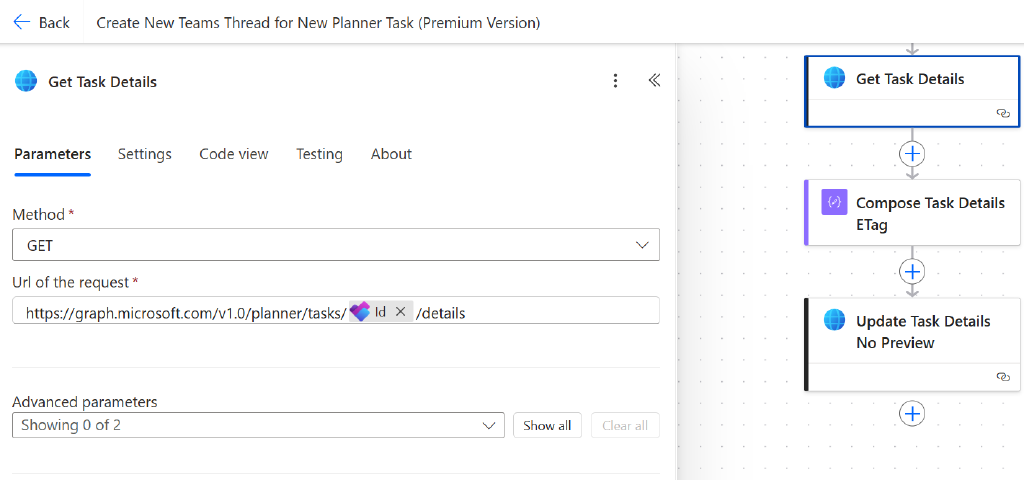 Back
Create New Teams Thread for New Planner Task (Premium Version)
Get Task Details
Parameters
Settings
Code view
Testing
About
Method *
GET
Url of the request *
https://graph.microsoft.com/v1.0/planner/tasks/ Id × /details
Advanced parameters
Showing 0 of 2
Show all
Clear all
Get Task Details
Compose Task Details
ETag
Update Task Details
No Preview